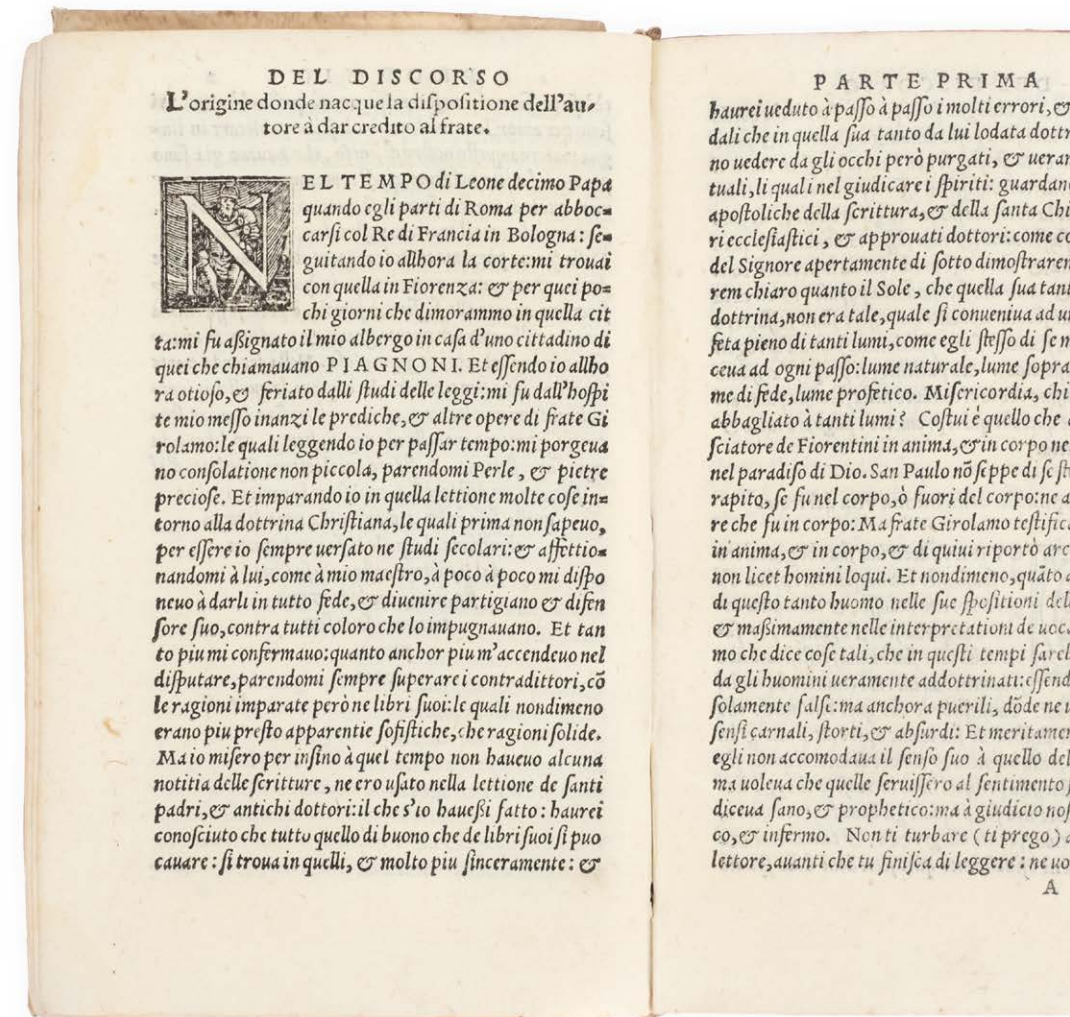 DEL DISCORSO
L'origine donde nacque la dispositione dell'au⸗
tore à dar credito al frate.
NEL TEMPO di Leone decimo Papa
quando egli parti di Roma per abboc⸗
carsi col Re di Francia in Bologna: se⸗
guitando io allhora la corte: mi trouai
con quella in Fiorenza: & per quei po⸗
chi giorni che dimorammo in quella cit
ta: mi fu aßignato il mio albergo in casa d'uno cittadino di
quei che chiamauano PIAGNONI. Et essendo io allho
ra otioso, & feriato dalli studi delle leggi: mi fu dall'hospi
te mio messo inanzi le prediche, & altre opere di frate Gi
rolamo: le quali leggendo io per passar tempo: mi porgeua
no consolatione non piccola, parendomi Perle, & pietre
preciose. Et imparando io in quella lettione molte cose in⸗
torno alla dottrina Christiana, le quali prima non sapeuo,
per essere io sempre uersato ne studi secolari: & affettio⸗
nandomi à lui, come à mio maestro, à poco à poco mi dispo
neuo à darli in tutto fede, & diuenire partigiano & difen
sore suo, contra tutti coloro che lo impugnauano. Et tan
to piu mi confermauo: quanto anchor piu m'accendeuo nel
disputare, parendomi sempre superare i contradittori, cõ
le ragioni imparate però ne libri suoi: le quali nondimeno
erano piu presto apparentie sofistiche, che ragioni solide.
Ma io misero per insino à quel tempo non haueuo alcuna
notitia delle scritture, ne ero usato nella lettione de santi
padri, & antichi dottori: il che s'io haueßi fatto: haurei
conosciuto che tutto quello di buono che de libri suoi si puo
cauare: si troua in quelli, & molto piu sinceramente: &
PARTE PRIMA
haurei ueduto à passo à passo i molti errori, &
dali che in quella sua tanto da lui lodata dottr
no uedere da gli occhi però purgati, & ueram
tuali, li quali nel giudicare i spiriti: guardano
apostoliche della scrittura, & della santa Chi
ri ecclesiastici, & approuati dottori: come co
del Signore apertamente di sotto dimostrarem
rem chiaro quanto il Sole, che quella sua tant
dottrina, non era tale, quale si conueniua ad u
feta pieno di tanti lumi, come egli stesso di se m
ceua ad ogni passo: lume naturale, lume sopra
me di fede, lume profetico. Misericordia, chi
abbagliato à tanti lumi? Costui è quello che
sciatore de Fiorentini in anima, & in corpo ne
nel paradiso di Dio. San Paulo nõ seppe di se st
rapito, se fu nel corpo, ò fuori del corpo: ne a
re che fu in corpo: Ma frate Girolamo testifica
in anima, & in corpo, & di quiui riportò arc
non licet homini loqui. Et nondimeno, quãto
di questo tanto huomo nelle sue spositioni del
& maßimamente nelle interpretationi de uoc
mo che dice cose tali, che in questi tempi sareb
da gli huomini ueramente addottrinati: essend
solamente false: ma anchora puerili, dõde ne
sensi carnali, storti, & absurdi: Et meritamen
egli non accomodaua il senso suo à quello del
ma uoleua che quelle seruissero al sentimento
diceua sano, & prophetico: ma à giudicio nos
co, & infermo. Non ti turbare (ti prego)
lettore, auanti che tu finisca di leggere: ne uo
A